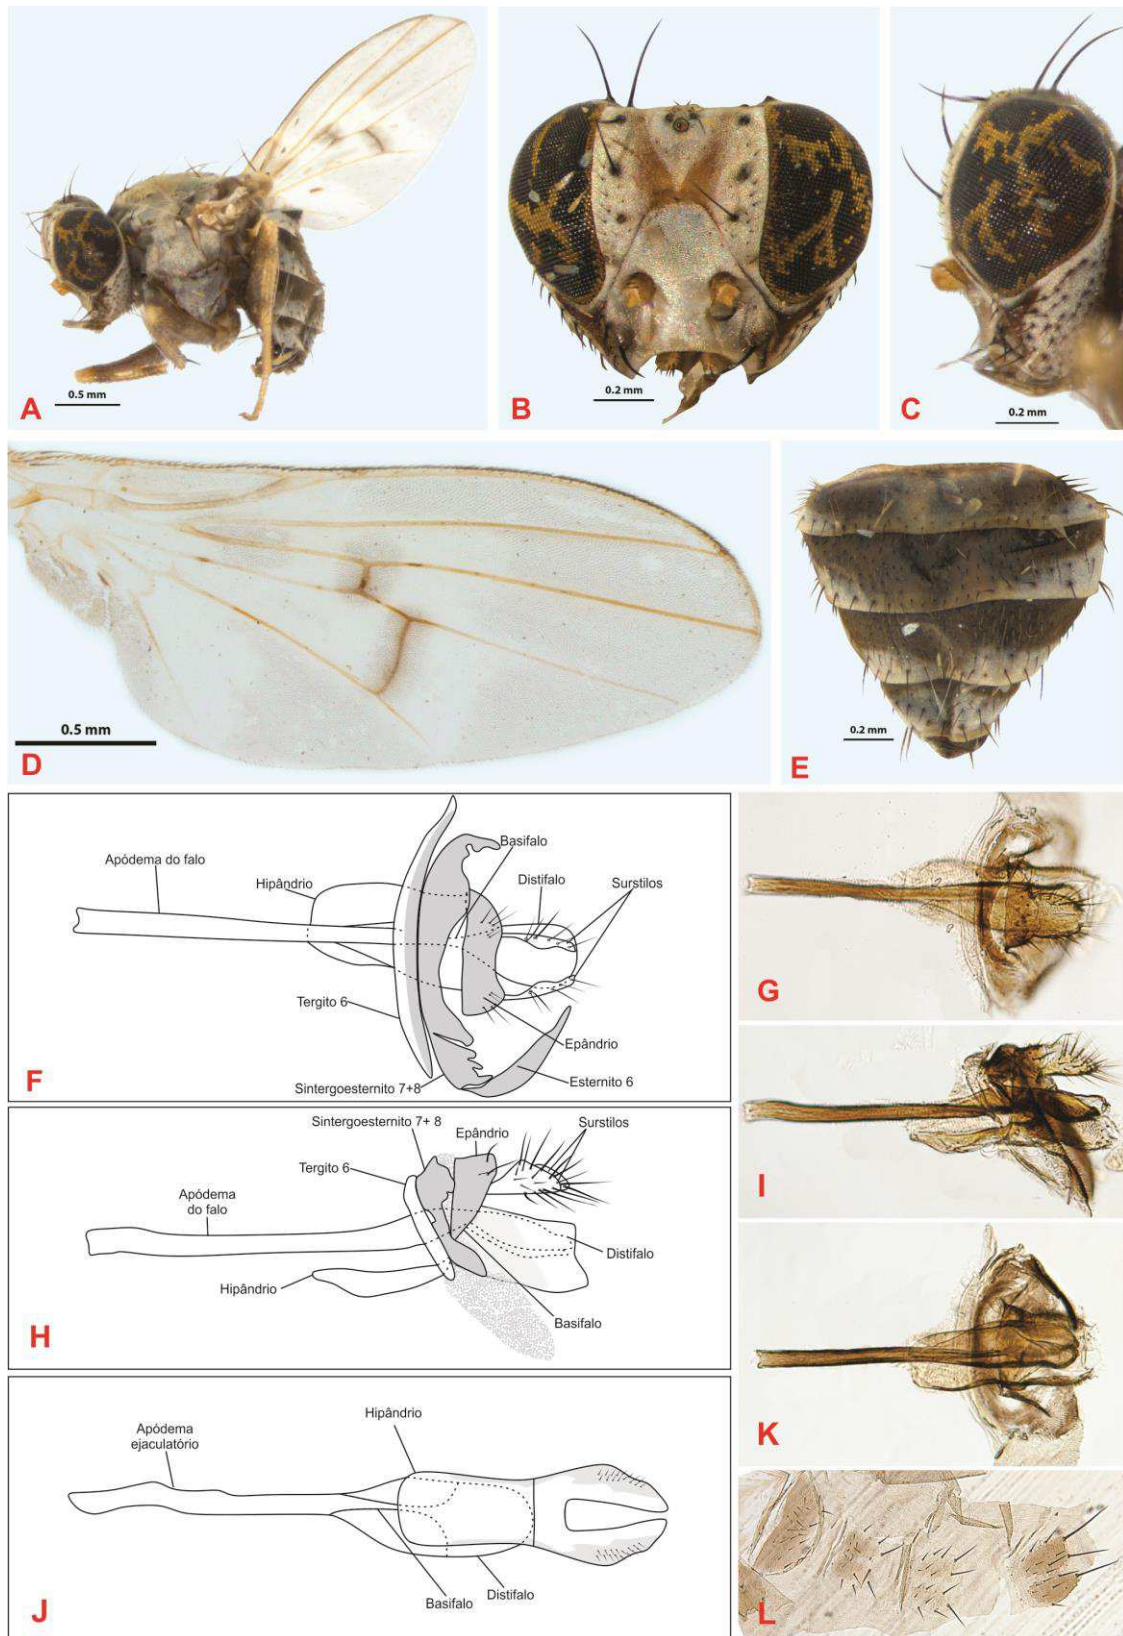 0.5 mm
A
0.2 mm
B
0.2 mm
C
0.5 mm
D
0.2 mm
E
Apódema do falo
Hipândrio
Basifalo
Distifalo
Surstilos
Tergito 6
Epândrio
Sintergoesternito 7+8
Esternito 6
F
G
Sintergoesternito 7+ 8
Epândrio
Surstilos
Tergito 6
Apódema
do falo
Distifalo
Hipândrio
Basifalo
H
I
Hipândrio
Apódema
ejaculatório
Basifalo
Distifalo
J
K
L